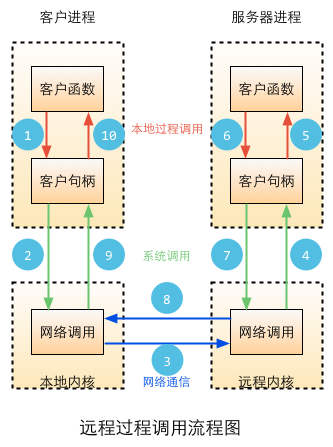 客户进程 服务器进程
客户函数 客户函数
1 10 本地过程调用 6 5
客户句柄 客户句柄
2 9 系统调用 7 4
8
网络调用 网络调用
3
本地内核 网络通信 远程内核
远程过程调用流程图